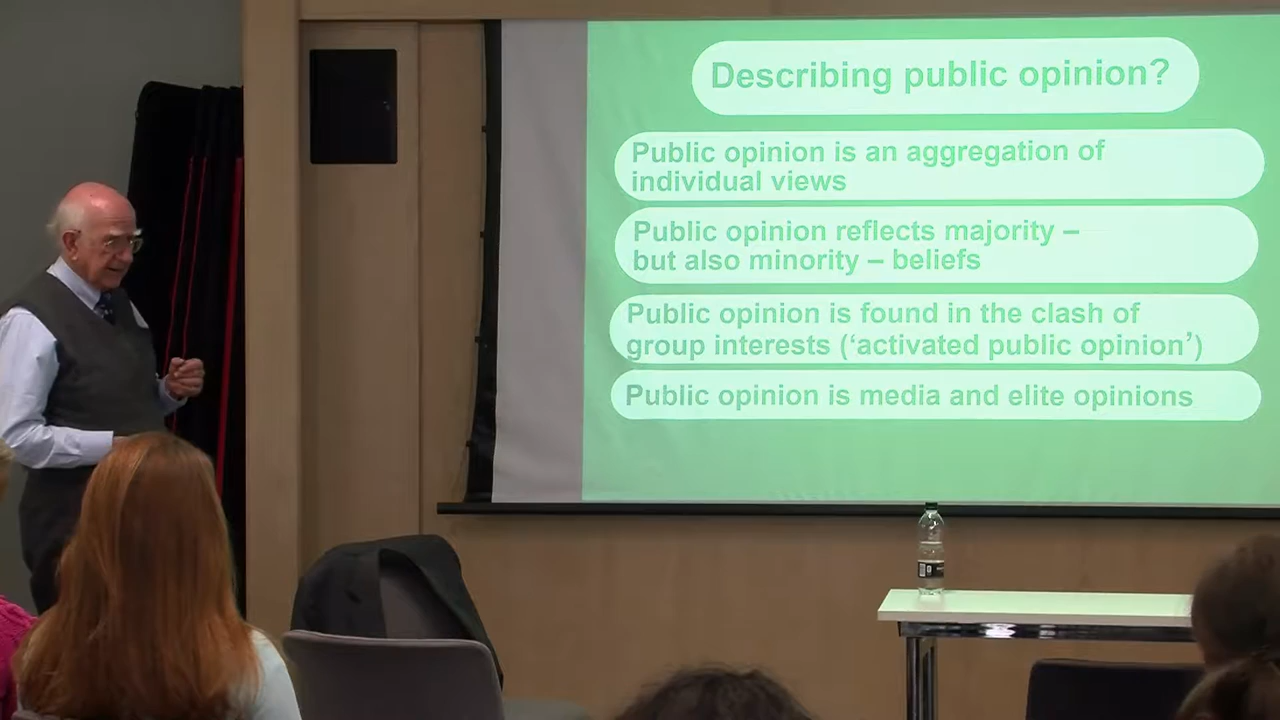 Describing public opinion?
Public opinion is an aggregation of
individual views
Public opinion reflects majority –
but also minority – beliefs
Public opinion is found in the clash of
group interests (‘activated public opinion’)
Public opinion is media and elite opinions